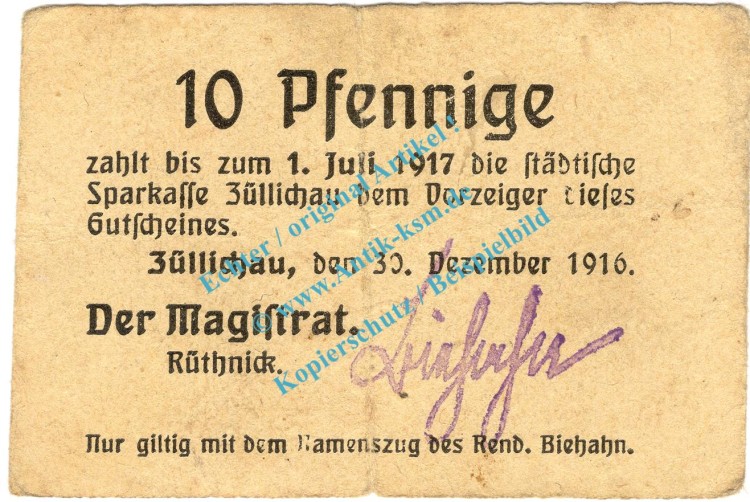 10 Pfennige
zahlt bis zum 1. Juli 1917 die städtische
Sparkasse Züllichau dem Vorzeiger dieses
Gutscheines.
Züllichau, den 30. Dezember 1916.
Der Magistrat.
Rüthnick.
Biehahn
Nur giltig mit dem Namenszug des Rend. Biehahn.
Echter / original Artikel !
© www.Antik-ksm.de
Kopierschutz / Beispielbild